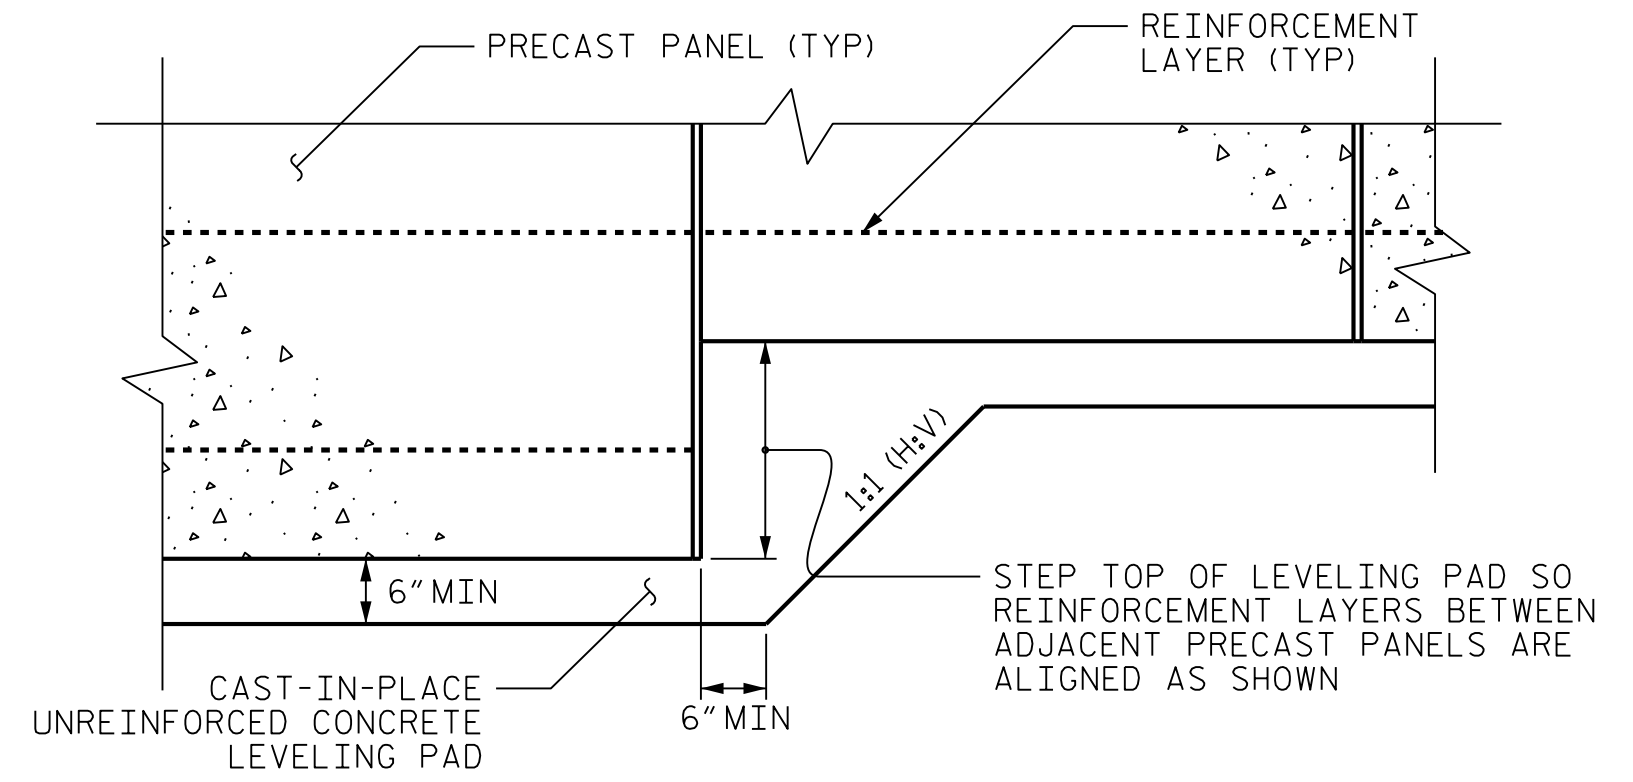 PRECAST PANEL (TYP)
REINFORCEMENT
LAYER (TYP)
1:1 (H:V)
6" MIN
STEP TOP OF LEVELING PAD SO
REINFORCEMENT LAYERS BETWEEN
ADJACENT PRECAST PANELS ARE
ALIGNED AS SHOWN
CAST-IN-PLACE
UNREINFORCED CONCRETE
LEVELING PAD
6" MIN